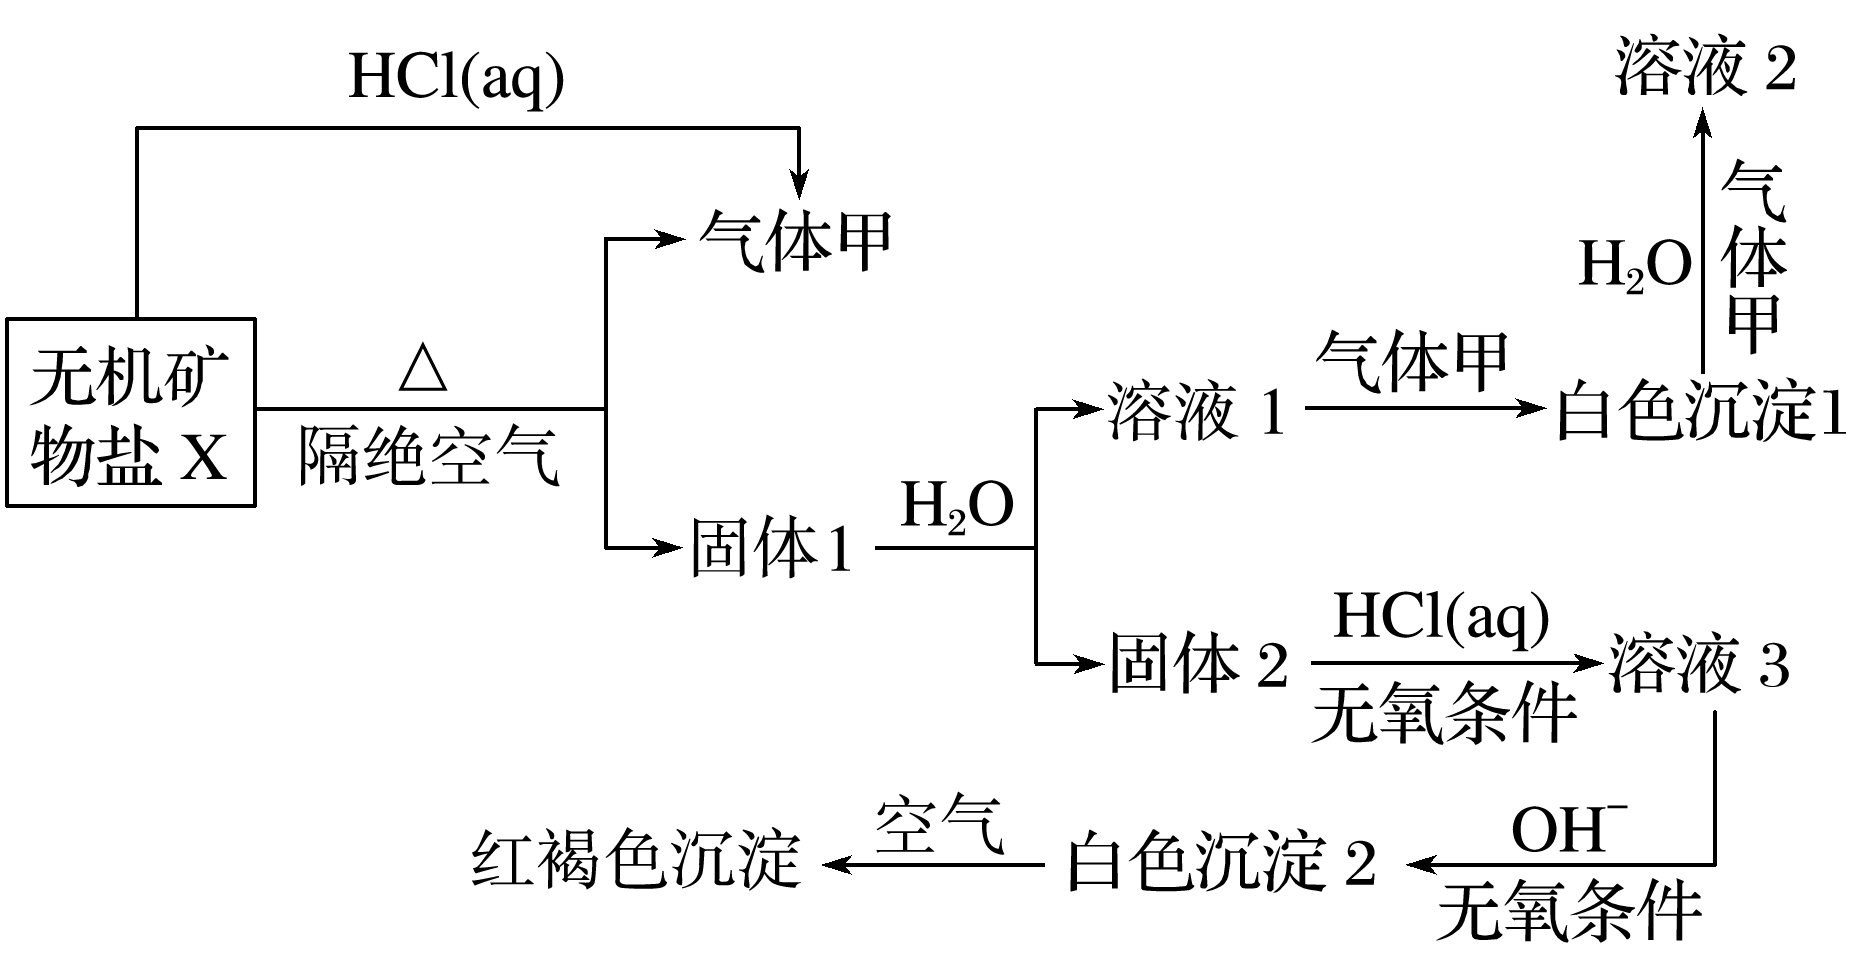 HCl(aq)
溶液 2
气体甲
H₂O
气体甲
无机矿
物盐 X
△
隔绝空气
气体甲
溶液 1
白色沉淀1
固体1
H₂O
固体 2
HCl(aq)
无氧条件
溶液 3
OH⁻
无氧条件
白色沉淀 2
空气
红褐色沉淀